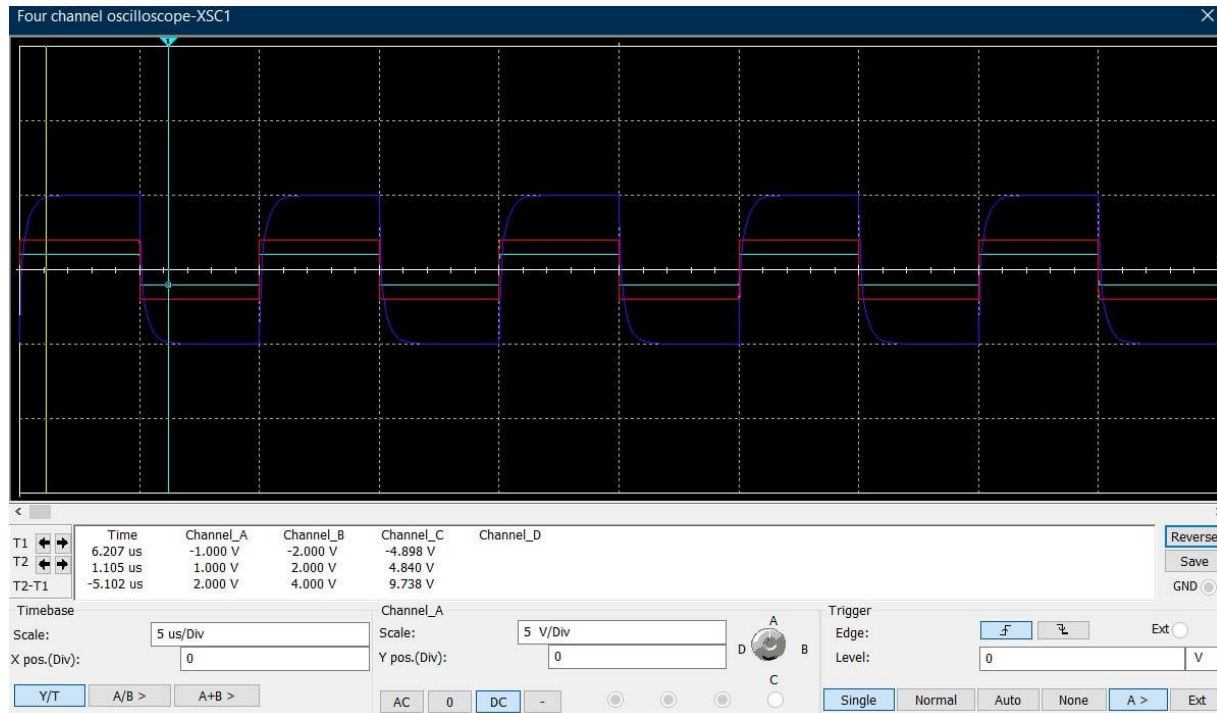 Four channel oscilloscope-XSC1
Time Channel_A Channel_B Channel_C Channel_D
T1 6.207 us -1.000 V -2.000 V -4.898 V
T2 1.105 us 1.000 V 2.000 V 4.840 V
T2-T1 -5.102 us 2.000 V 4.000 V 9.738 V
Reverse
Save
GND
Timebase
Scale: 5 us/Div
X pos.(Div): 0
Y/T A/B > A+B >
Channel_A
Scale: 5 V/Div
Y pos.(Div): 0
AC 0 DC -
A
D B
C
Trigger
Edge: Ext
Level: 0 V
Single Normal Auto None A > Ext